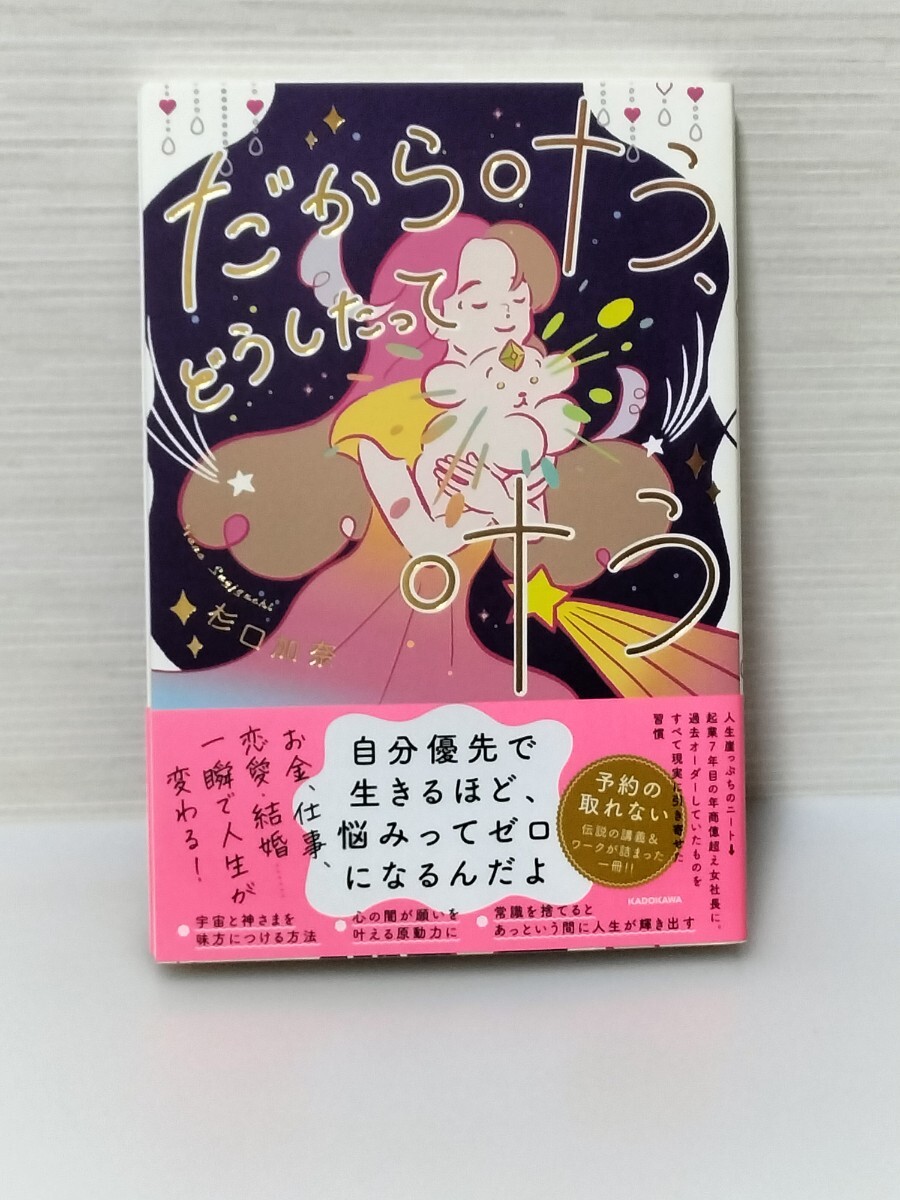 だから叶う、
どうしたって
叶う
Kana Sugiguchi
杉口加奈
人生崖っぷちのニート➡
起業7年目の年商億超え女社長に。
過去オーダーしていたものを
すべて現実に引き寄せた
習慣
予約の
取れない
伝説の講義&
ワークが詰まった
一冊!!
自分優先で
生きるほど、
悩みってゼロ
になるんだよ
お金、仕事、
恋愛、結婚……
一瞬で人生が
変わる!
KADOKAWA
●宇宙と神さまを
味方につける方法
●心の闇が願いを
叶える原動力に
●常識を捨てると
あっという間に人生が輝き出す